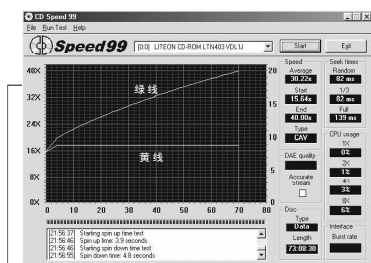 CD Speed 99
File Run Test Help
Speed99
[0:0] LITEON CD-ROM LTN403 VDL1J
Start
Exit
40X
32X
24X
16X
8X
0X
绿线
黄线
20
15
10
5
0
0 10 20 30 40 50 60 70 80
[21:56:37] Starting spin up time test
[21:56:46] Spin up time: 3.9 seconds
[21:56:46] Starting spin down time test
[21:56:55] Spin down time: 4.8 seconds
Speed
Average
30.22x
Start
15.64x
End
40.00x
Type
CAV
DAE quality
Accurate
Stream
Disc
Type
Data
Length
73:08:30
Seek times
Random
82 ms
1/3
82 ms
Full
139 ms
CPU usage
1X
0%
2X
1%
4X
3%
8X
6%
Interface
Burst rate